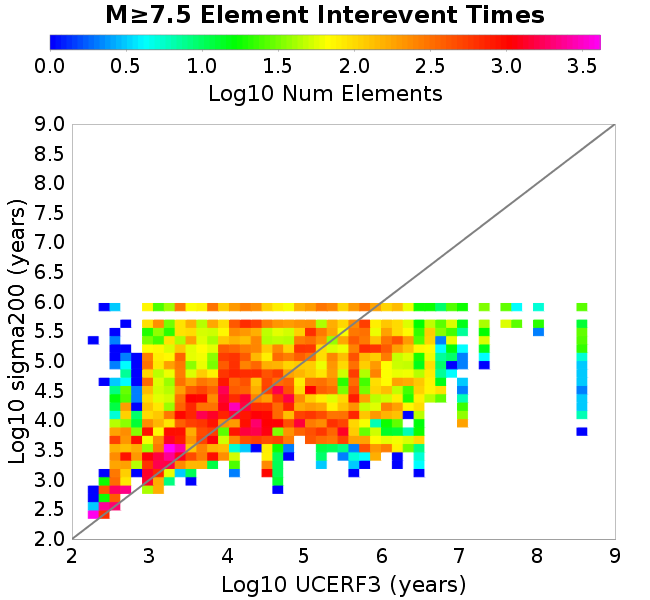 M≥7.5 Element Interevent Times
0.0 0.5 1.0 1.5 2.0 2.5 3.0 3.5
Log10 Num Elements
9.0
8.5
8.0
7.5
7.0
6.5
6.0
5.5
5.0
4.5
4.0
3.5
3.0
2.5
2.0
Log10 sigma200 (years)
2 3 4 5 6 7 8 9
Log10 UCERF3 (years)